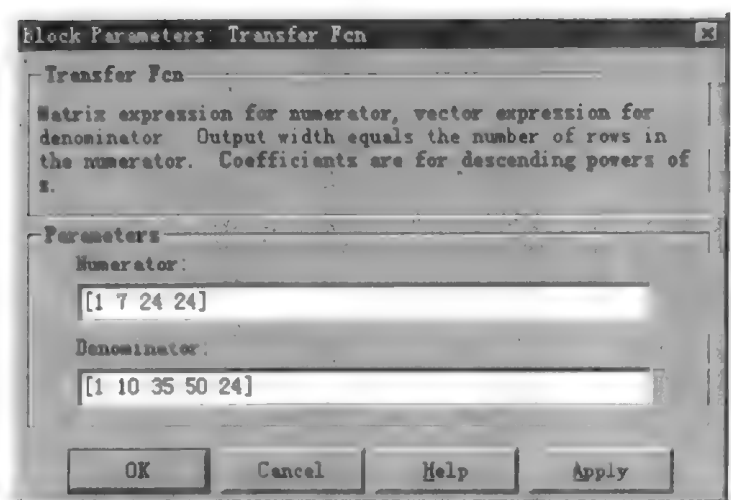 Block Parameters: Transfer Fcn
Transfer Fcn
Matrix expression for numerator, vector expression for
denominator Output width equals the number of rows in
the numerator. Coefficients are for descending powers of
s.
Parameters
Numerator:
[1 7 24 24]
Denominator:
[1 10 35 50 24]
OK Cancel Help Apply